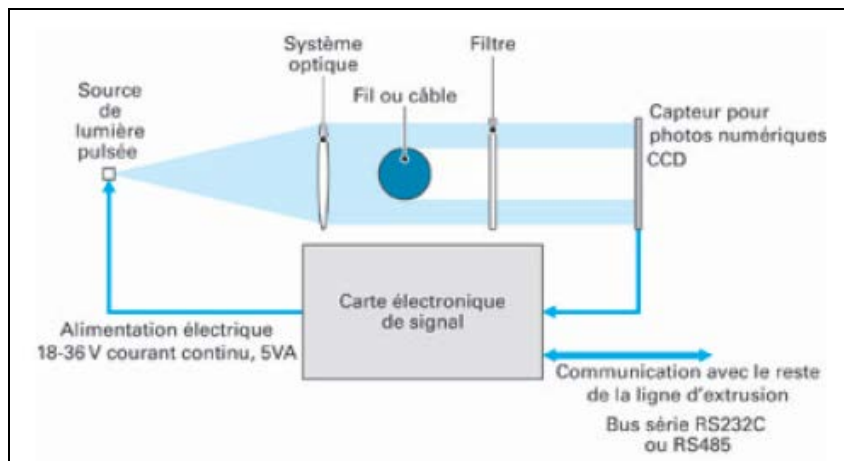 Système
optique
Filtre
Source
de
lumière
pulsée
Fil ou câble
Capteur pour
photos numériques
CCD
Carte électronique
de signal
Alimentation électrique
18-36 V courant continu, 5VA
Communication avec le reste
de la ligne d'extrusion
Bus série RS232C
ou RS485